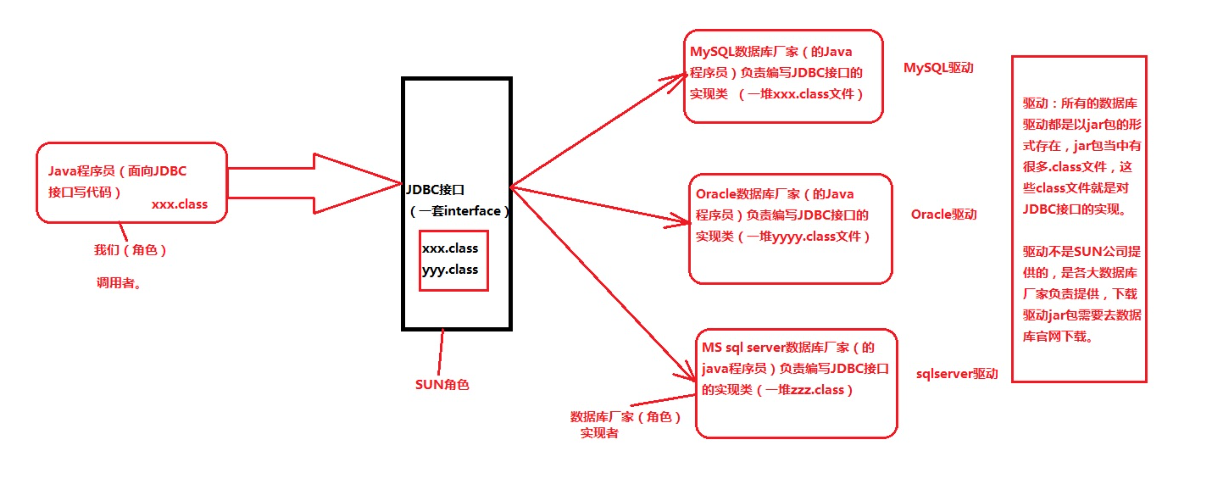 Java程序员（面向JDBC
接口写代码）
xxx.class
我们（角色）
调用者。
JDBC接口
（一套interface）
xxx.class
yyy.class
SUN角色
MySQL数据库厂家（的Java
程序员）负责编写JDBC接口的
实现类 （一堆xxx.class文件）
MySQL驱动
Oracle数据库厂家（的Java
程序员）负责编写JDBC接口的
实现类（一堆yyyy.class文件）
Oracle驱动
MS sql server数据库厂家（的
java程序员）负责编写JDBC接口
的实现类（一堆zzz.class）
sqlserver驱动
数据库厂家（角色）
实现者
驱动：所有的数据库
驱动都是以jar包的形
式存在，jar包当中有
很多.class文件，这
些class文件就是对
JDBC接口的实现。
驱动不是SUN公司提
供的，是各大数据库
厂家负责提供，下载
驱动jar包需要去数据
库官网下载。